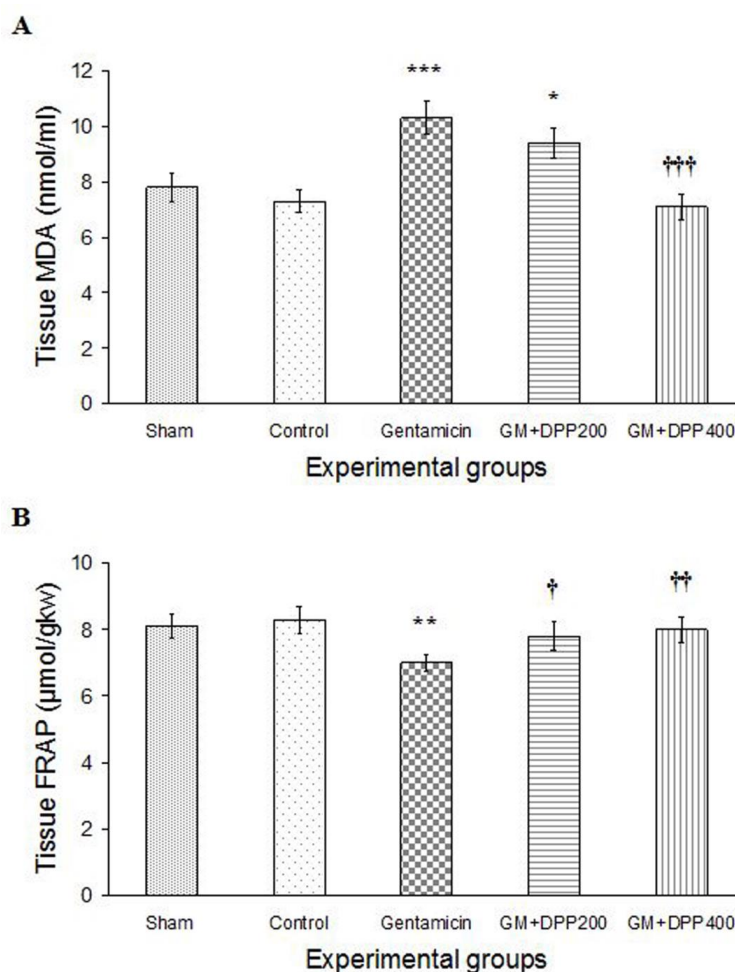 A
Tissue MDA (nmol/ml)
12
10
8
6
4
2
0
***
*
†††
Sham Control Gentamicin GM+DPP200 GM+DPP400
Experimental groups
B
Tissue FRAP (µmol/gkw)
10
8
6
4
2
0
**
†
††
Sham Control Gentamicin GM+DPP200 GM+DPP400
Experimental groups